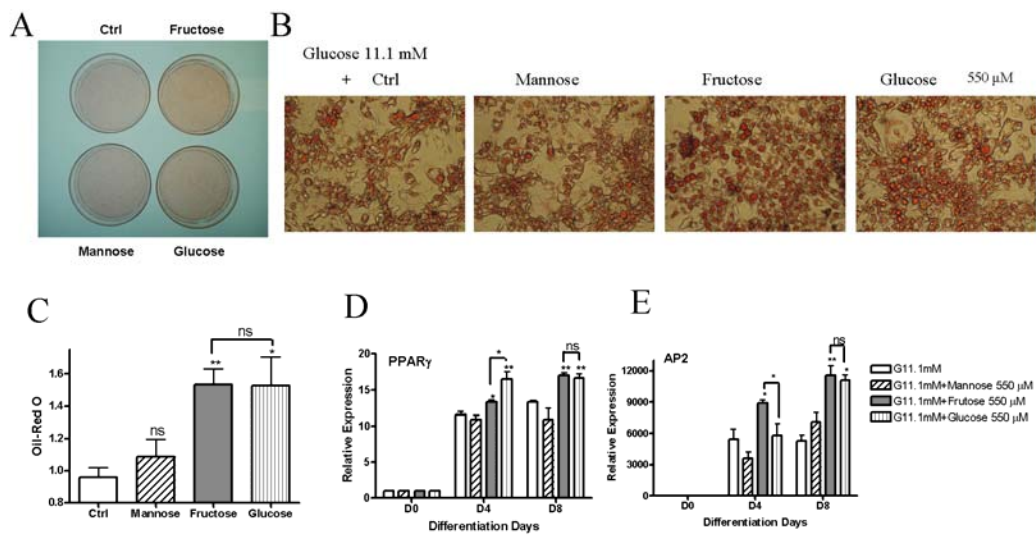 A
Ctrl Fructose
Mannose Glucose
B
Glucose 11.1 mM
+ Ctrl Mannose Fructose Glucose 550 µM
C
ns
ns
**
*
Oil-Red O
1.6
1.4
1.2
1.0
0.8
Ctrl Mannose Fructose Glucose
D
PPARγ
ns
*
**
*
**
**
Relative Expression
20
15
10
5
0
D0 D4 D8
Differentiation Days
E
AP2
ns
**
*
*
*
*
Relative Expression
12000
9000
6000
3000
0
D0 D4 D8
Differentiation Days
G11.1mM
G11.1mM+Mannose 550 µM
G11.1mM+Frutose 550 µM
G11.1mM+Glucose 550 µM